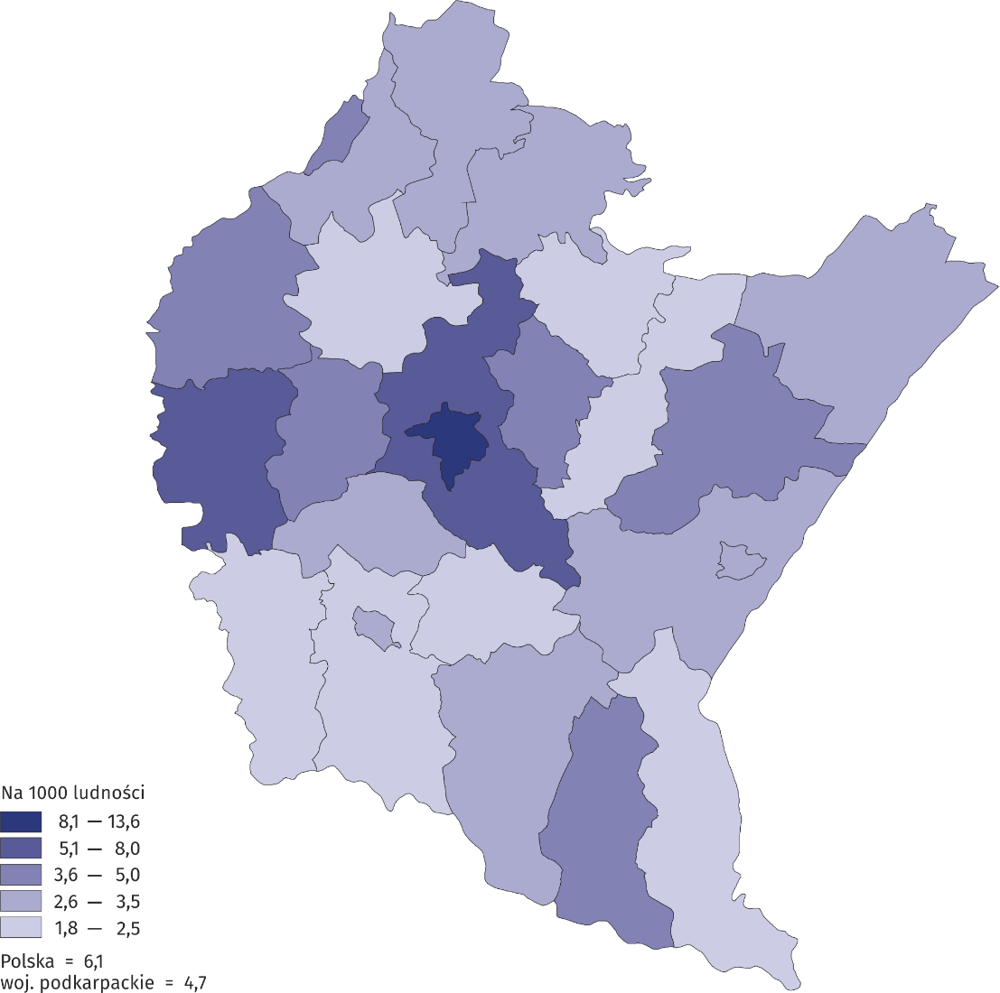 Na 1000 ludności
8,1 — 13,6
5,1 — 8,0
3,6 — 5,0
2,6 — 3,5
1,8 — 2,5
Polska = 6,1
woj. podkarpackie = 4,7